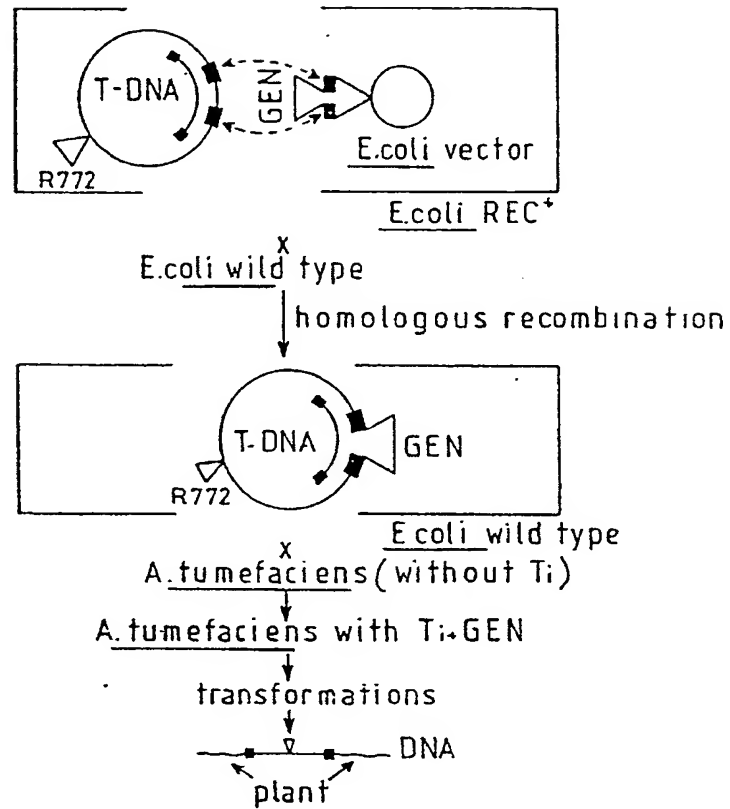 T-DNA
GEN
R772
E.coli vector
E.coli REC+
x
E.coli wild type
homologous recombination
T-DNA
GEN
R772
E coli wild type
x
A.tumefaciens (without Ti)
A.tumefaciens with Ti+GEN
transformations
DNA
plant